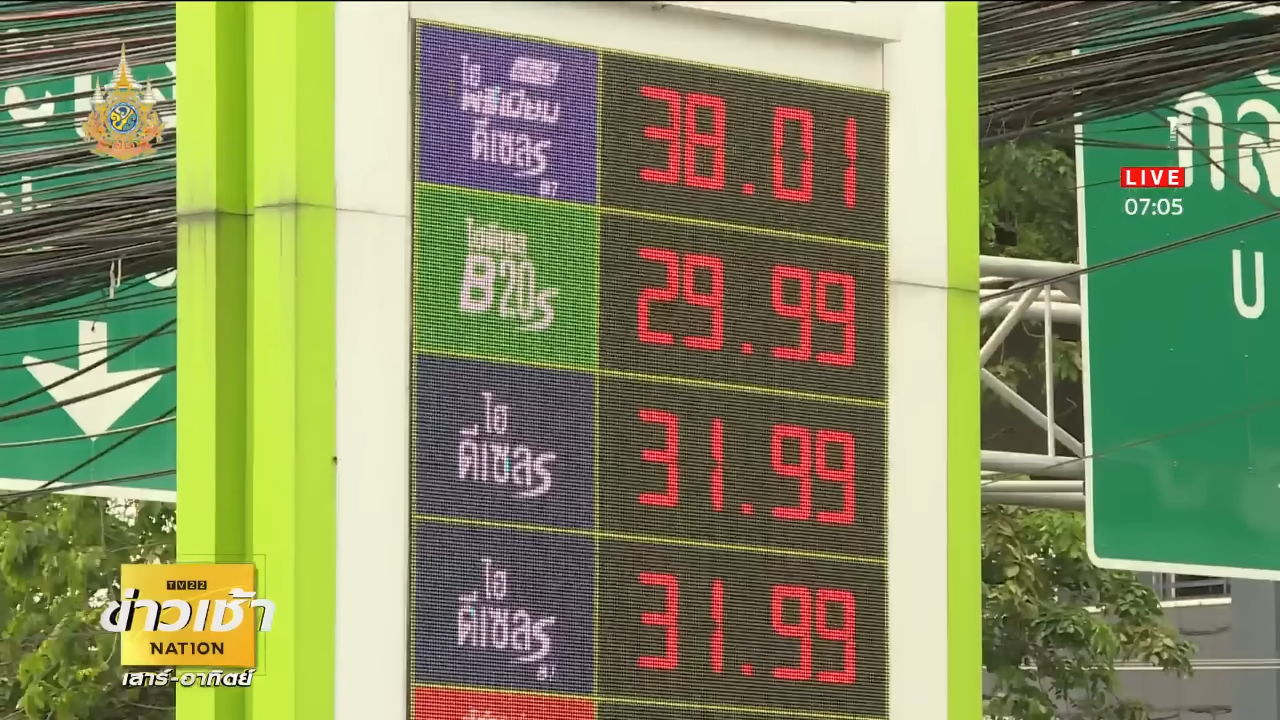 LIVE
07:05
ไฮ
พรีเมียม
ดีเซล S
B7
38.01
ไฮดีเซล
B20S
29.99
ไฮ
ดีเซล S
31.99
ไฮ
ดีเซล S
B7
31.99
U
TV22
ข่าวเช้า
NATION
เสาร์-อาทิตย์